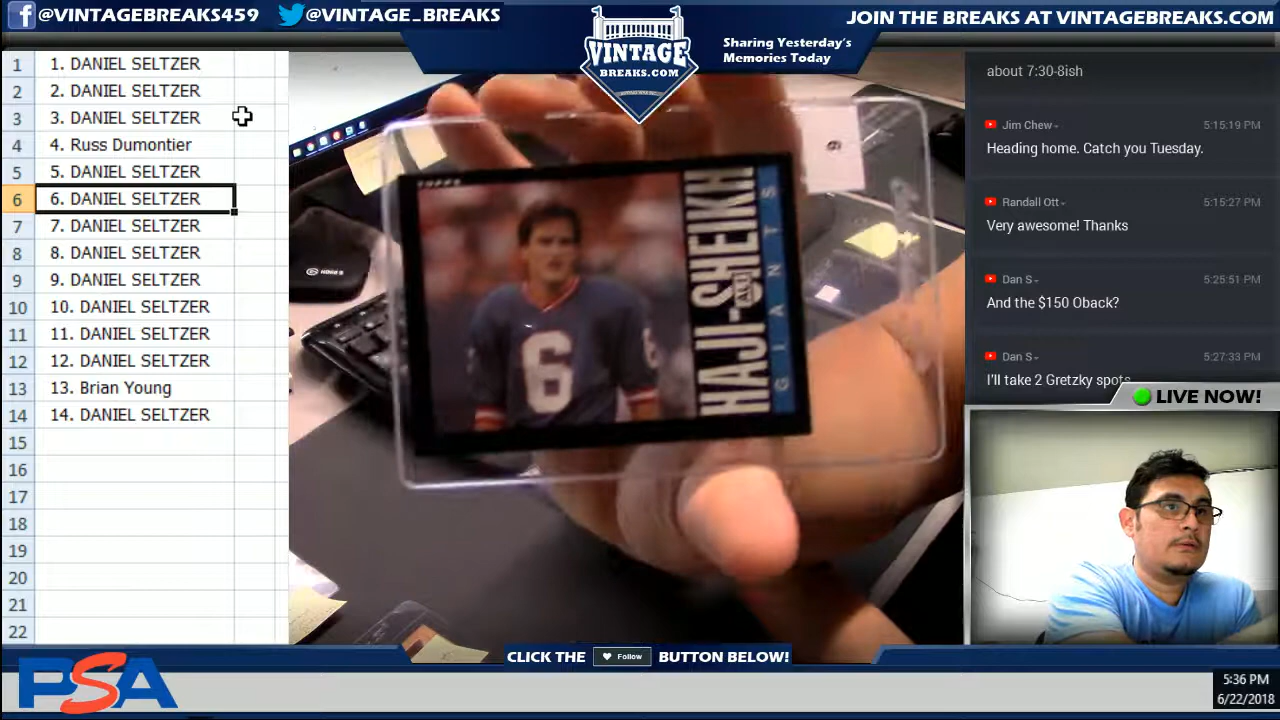 @VINTAGEBREAKS459
@VINTAGE_BREAKS
VINTAGE
BREAKS.COM
Sharing Yesterday's
Memories Today
JOIN THE BREAKS AT VINTAGEBREAKS.COM
1 1. DANIEL SELTZER
2 2. DANIEL SELTZER
3 3. DANIEL SELTZER
4 4. Russ Dumontier
5 5. DANIEL SELTZER
6 6. DANIEL SELTZER
7 7. DANIEL SELTZER
8 8. DANIEL SELTZER
9 9. DANIEL SELTZER
10 10. DANIEL SELTZER
11 11. DANIEL SELTZER
12 12. DANIEL SELTZER
13 13. Brian Young
14 14. DANIEL SELTZER
15
16
17
18
19
20
21
22
TOPPS
6
HAJI-SHEIKH
ALI
GIANTS
about 7:30-8ish
Jim Chew 5:15:19 PM
Heading home. Catch you Tuesday.
Randall Ott 5:15:27 PM
Very awesome! Thanks
Dan S 5:25:51 PM
And the $150 Oback?
Dan S 5:27:33 PM
I'll take 2 Gretzky spots
LIVE NOW!
CLICK THE Follow BUTTON BELOW!
PSA
5:36 PM
6/22/2018